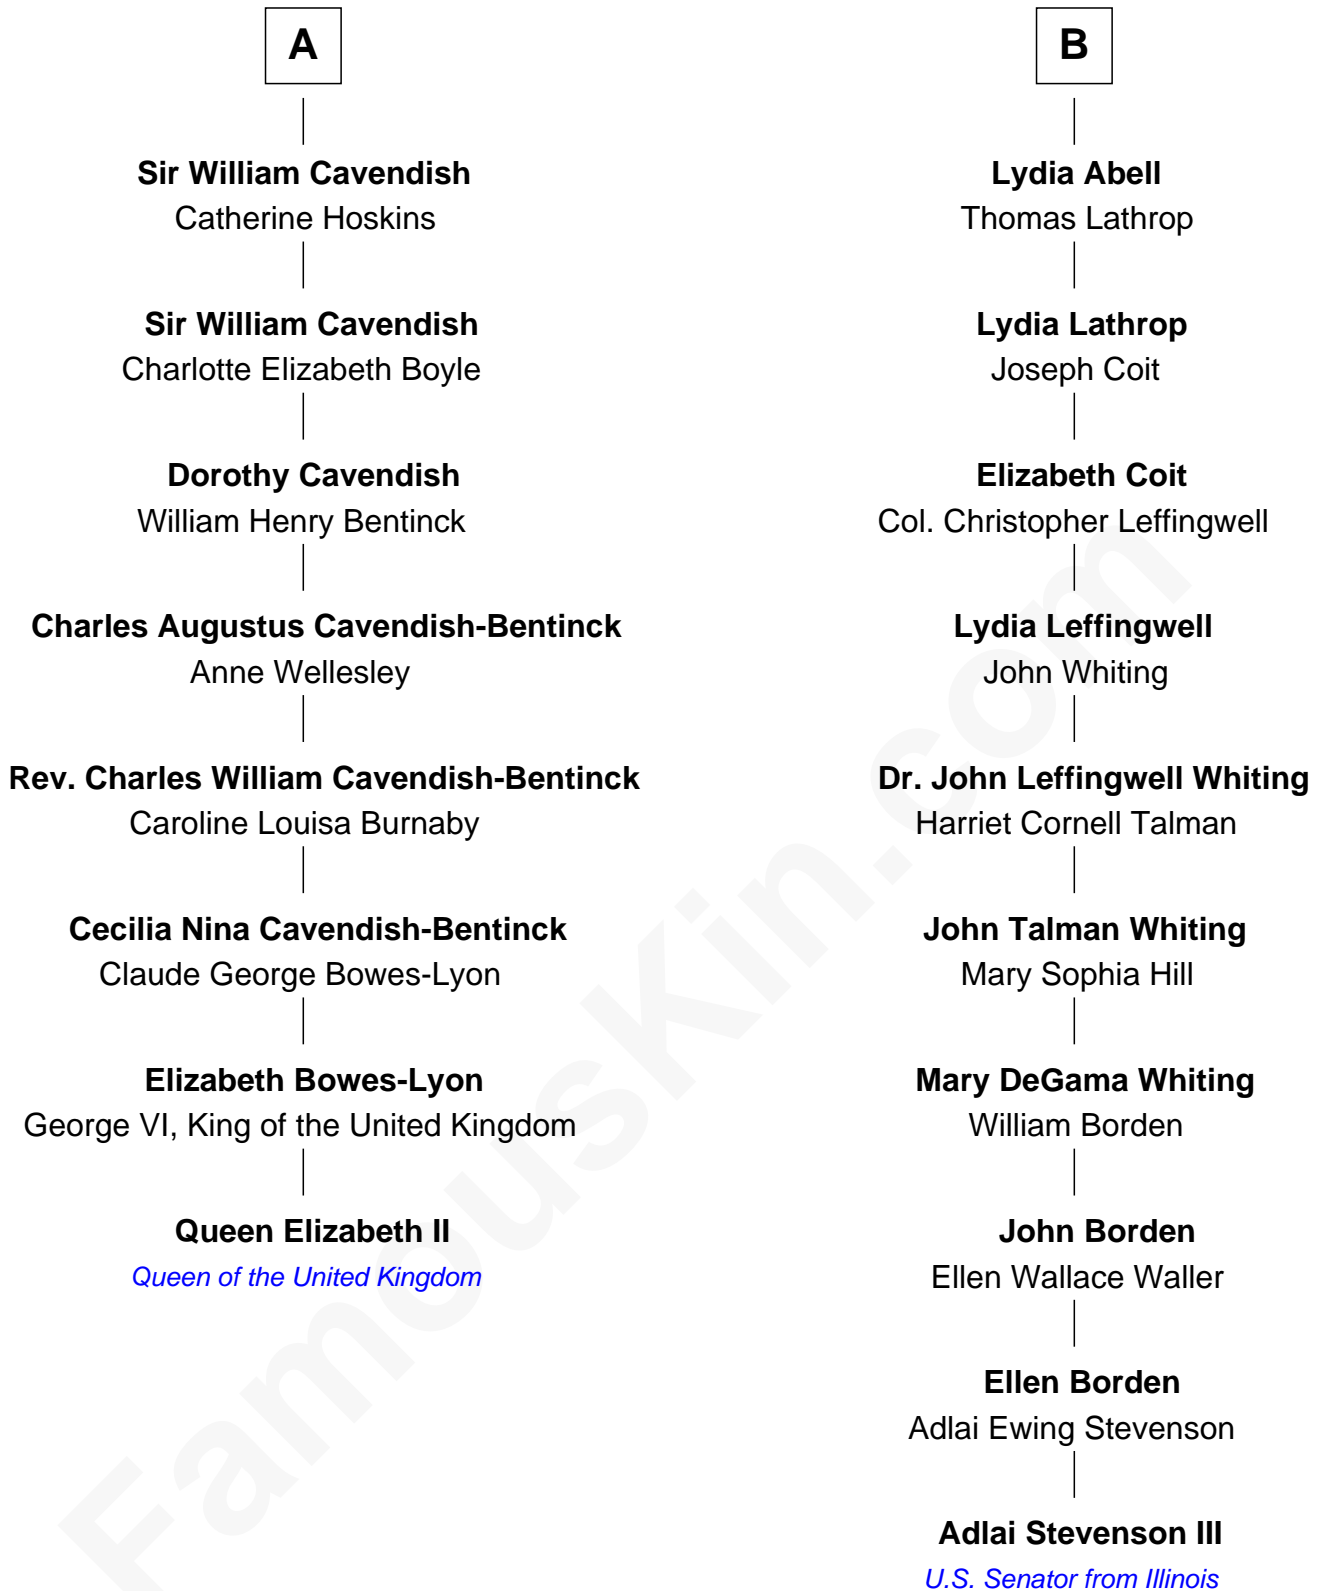 A
Sir William Cavendish
Catherine Hoskins
Sir William Cavendish
Charlotte Elizabeth Boyle
Dorothy Cavendish
William Henry Bentinck
Charles Augustus Cavendish-Bentinck
Anne Wellesley
Rev. Charles William Cavendish-Bentinck
Caroline Louisa Burnaby
Cecilia Nina Cavendish-Bentinck
Claude George Bowes-Lyon
Elizabeth Bowes-Lyon
George VI, King of the United Kingdom
Queen Elizabeth II
Queen of the United Kingdom
B
Lydia Abell
Thomas Lathrop
Lydia Lathrop
Joseph Coit
Elizabeth Coit
Col. Christopher Leffingwell
Lydia Leffingwell
John Whiting
Dr. John Leffingwell Whiting
Harriet Cornell Talman
John Talman Whiting
Mary Sophia Hill
Mary DeGama Whiting
William Borden
John Borden
Ellen Wallace Waller
Ellen Borden
Adlai Ewing Stevenson
Adlai Stevenson III
U.S. Senator from Illinois
FamousKin.com